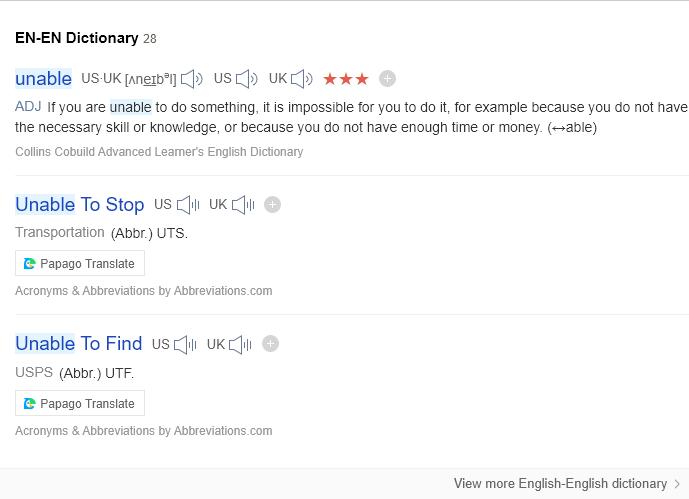 EN-EN Dictionary 28
unable US·UK [ʌneɪbᵊl] US UK ★★★
ADJ If you are unable to do something, it is impossible for you to do it, for example because you do not have
the necessary skill or knowledge, or because you do not have enough time or money. (↔able)
Collins Cobuild Advanced Learner's English Dictionary
Unable To Stop US UK
Transportation (Abbr.) UTS.
Papago Translate
Acronyms & Abbreviations by Abbreviations.com
Unable To Find US UK
USPS (Abbr.) UTF.
Papago Translate
Acronyms & Abbreviations by Abbreviations.com
View more English-English dictionary >